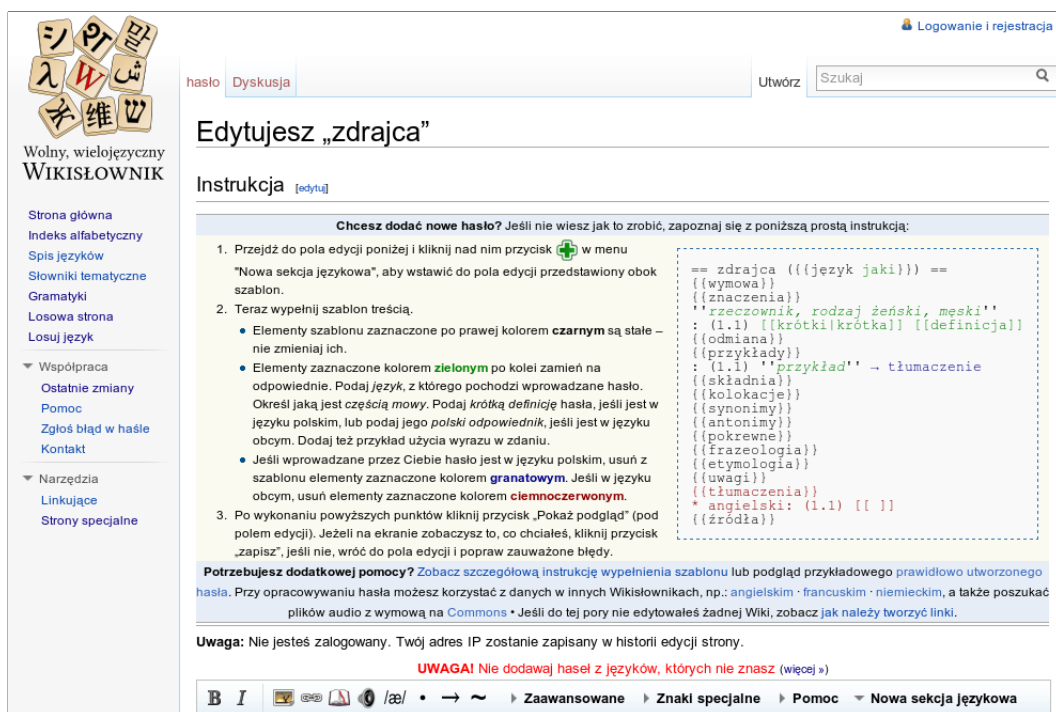 Logowanie i rejestracja
hasło Dyskusja Utwórz Szukaj
Wolny, wielojęzyczny
WIKISŁOWNIK
Strona główna
Indeks alfabetyczny
Spis języków
Słowniki tematyczne
Gramatyki
Losowa strona
Losuj język
Współpraca
Ostatnie zmiany
Pomoc
Zgłoś błąd w haśle
Kontakt
Narzędzia
Linkujące
Strony specjalne
Edytujesz „zdrajca”
Instrukcja [edytuj]
Chcesz dodać nowe hasło? Jeśli nie wiesz jak to zrobić, zapoznaj się z poniższą prostą instrukcją:
1. Przejdź do pola edycji poniżej i kliknij nad nim przycisk w menu
"Nowa sekcja językowa", aby wstawić do pola edycji przedstawiony obok
szablon.
2. Teraz wypełnij szablon treścią.
• Elementy szablonu zaznaczone po prawej kolorem czarnym są stałe –
nie zmieniaj ich.
• Elementy zaznaczone kolorem zielonym po kolei zamień na
odpowiednie. Podaj język, z którego pochodzi wprowadzane hasło.
Określ jaką jest częścią mowy. Podaj krótką definicję hasła, jeśli jest w
języku polskim, lub podaj jego polski odpowiednik, jeśli jest w języku
obcym. Dodaj też przykład użycia wyrazu w zdaniu.
• Jeśli wprowadzane przez Ciebie hasło jest w języku polskim, usuń z
szablonu elementy zaznaczone kolorem granatowym. Jeśli w języku
obcym, usuń elementy zaznaczone kolorem ciemnoczerwonym.
3. Po wykonaniu powyższych punktów kliknij przycisk „Pokaż podgląd” (pod
polem edycji). Jeżeli na ekranie zobaczysz to, co chciałeś, kliknij przycisk
„zapisz”, jeśli nie, wróć do pola edycji i popraw zauważone błędy.
== zdrajca ({{język jaki}}) ==
{{wymowa}}
{{znaczenia}}
''rzeczownik, rodzaj żeński, męski''
: (1.1) [[krótki|krótka]] [[definicja]]
{{odmiana}}
{{przykłady}}
: (1.1) ''przykład'' → tłumaczenie
{{składnia}}
{{kolokacje}}
{{synonimy}}
{{antonimy}}
{{pokrewne}}
{{frazeologia}}
{{etymologia}}
{{uwagi}}
{{tłumaczenia}}
* angielski: (1.1) [[ ]]
{{źródła}}
Potrzebujesz dodatkowej pomocy? Zobacz szczegółową instrukcję wypełnienia szablonu lub podgląd przykładowego prawidłowo utworzonego
hasła. Przy opracowywaniu hasła możesz korzystać z danych w innych Wikisłownikach, np.: angielskim · francuskim · niemieckim, a także poszukać
plików audio z wymową na Commons • Jeśli do tej pory nie edytowałeś żadnej Wiki, zobacz jak należy tworzyć linki.
Uwaga: Nie jesteś zalogowany. Twój adres IP zostanie zapisany w historii edycji strony.
UWAGA! Nie dodawaj haseł z języków, których nie znasz (więcej »)
B I /æ/ • → ~ Zaawansowane Znaki specjalne Pomoc Nowa sekcja językowa